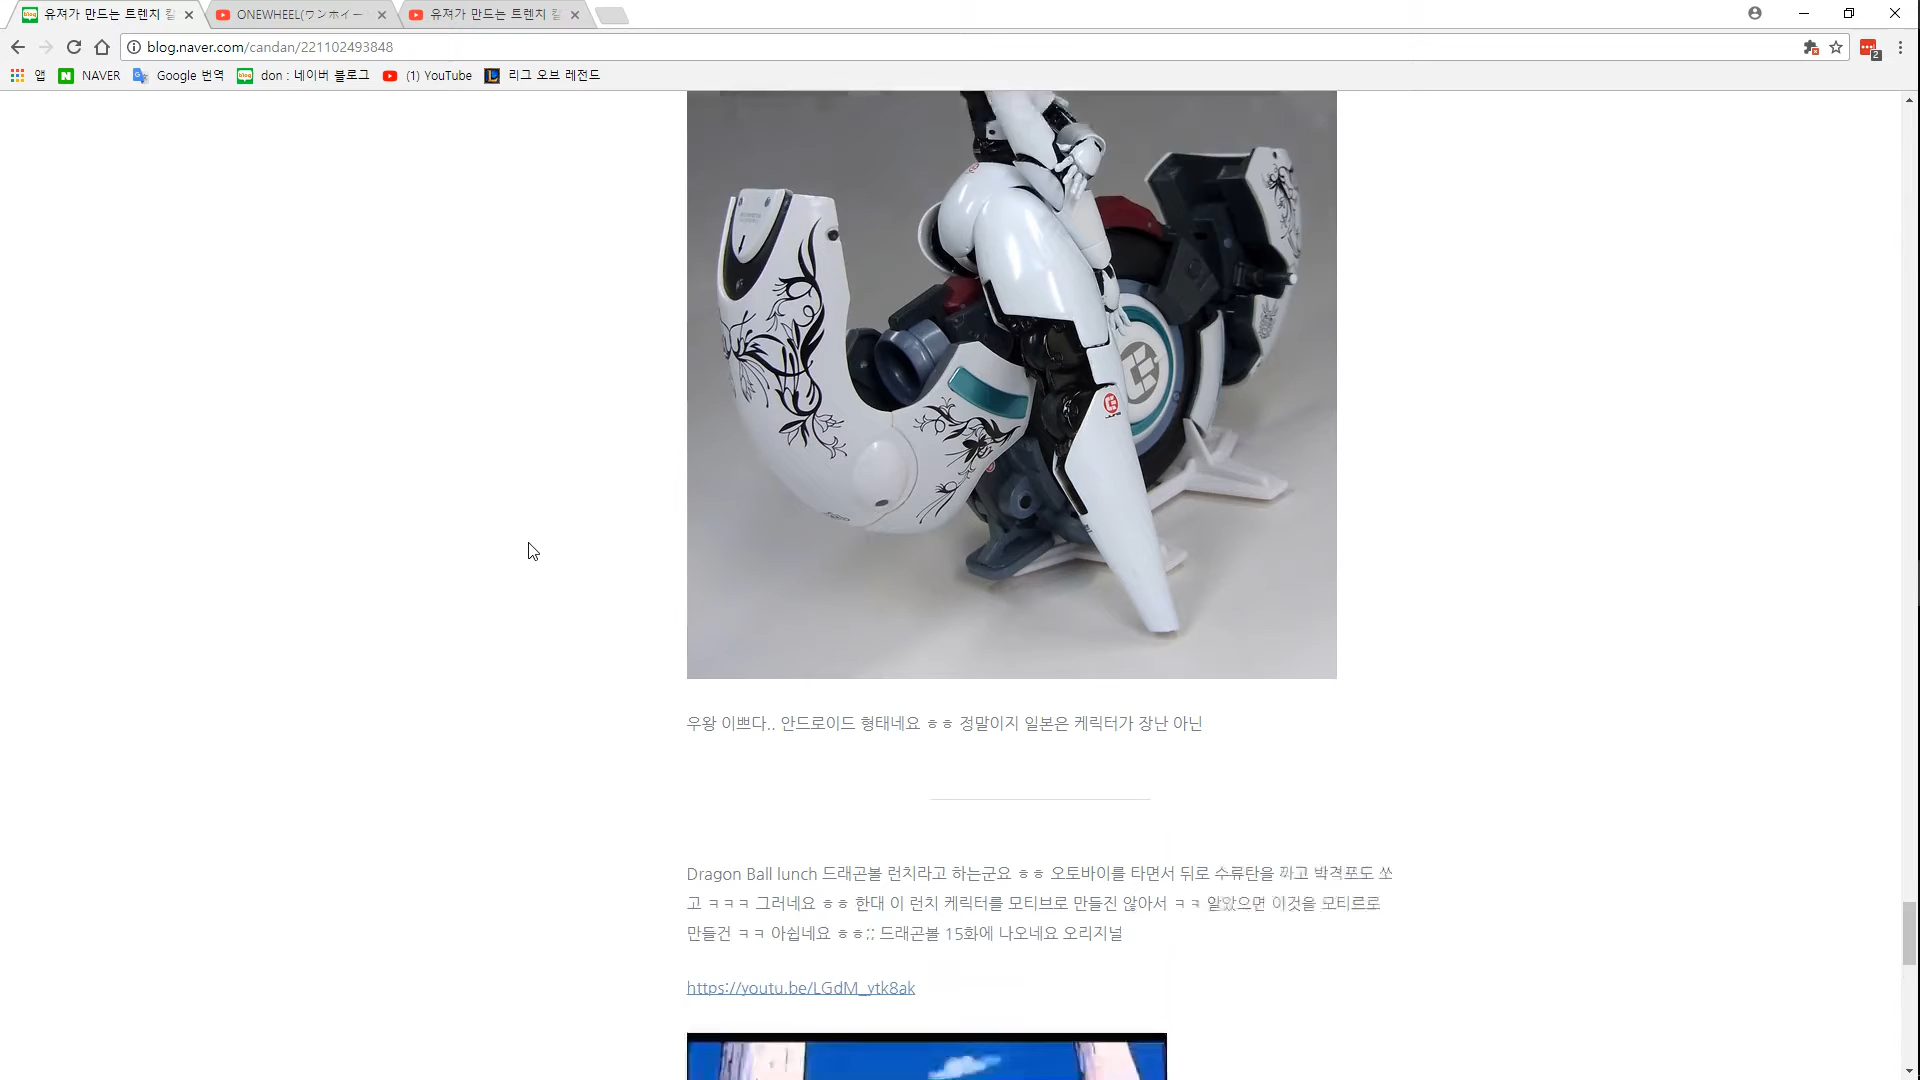 유져가 만드는 트렌치 킬
ONEWHEEL(ワンホイー
유져가 만드는 트렌치 킬
blog.naver.com/candan/221102493848
2
앱
NAVER
Google 번역
don : 네이버 블로그
(1) YouTube
리그 오브 레전드
우왕 이쁘다.. 안드로이드 형태네요 ㅎㅎ 정말이지 일본은 케릭터가 장난 아닌
Dragon Ball lunch 드래곤볼 런치라고 하는군요 ㅎㅎ 오토바이를 타면서 뒤로 수류탄을 까고 박격포도 쏘
고 ㅋㅋㅋ 그러네요 ㅎㅎ 한대 이 런치 케릭터를 모티브로 만들진 않아서 ㅋㅋ 알았으면 이것을 모티르로
만들건 ㅋㅋ 아쉽네요 ㅎㅎ;; 드래곤볼 15화에 나오네요 오리지널
https://youtu.be/LGdM_ytk8ak